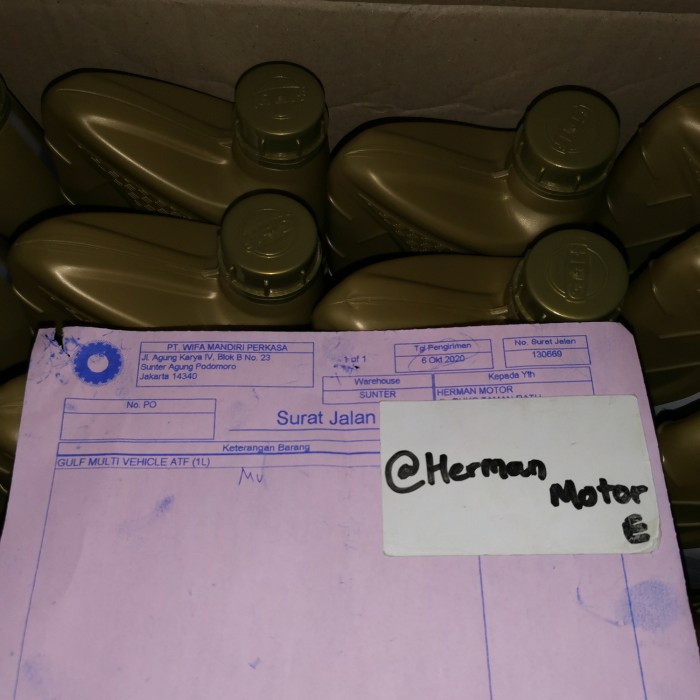 PT. WIFA MANDIRI PERKASA
Jl. Agung Karya IV, Blok B No. 23
Sunter Agung Podomoro
Jakarta 14340
of 1
Tgl Pengiriman
6 Okt 2020
No. Surat Jalan
130669
Warehouse
SUNTER
Kepada Yth
HERMAN MOTOR
No. PO
Surat Jalan
Keterangan Barang
GULF MULTI VEHICLE ATF (1L)
MV
@Herman
Motor
E